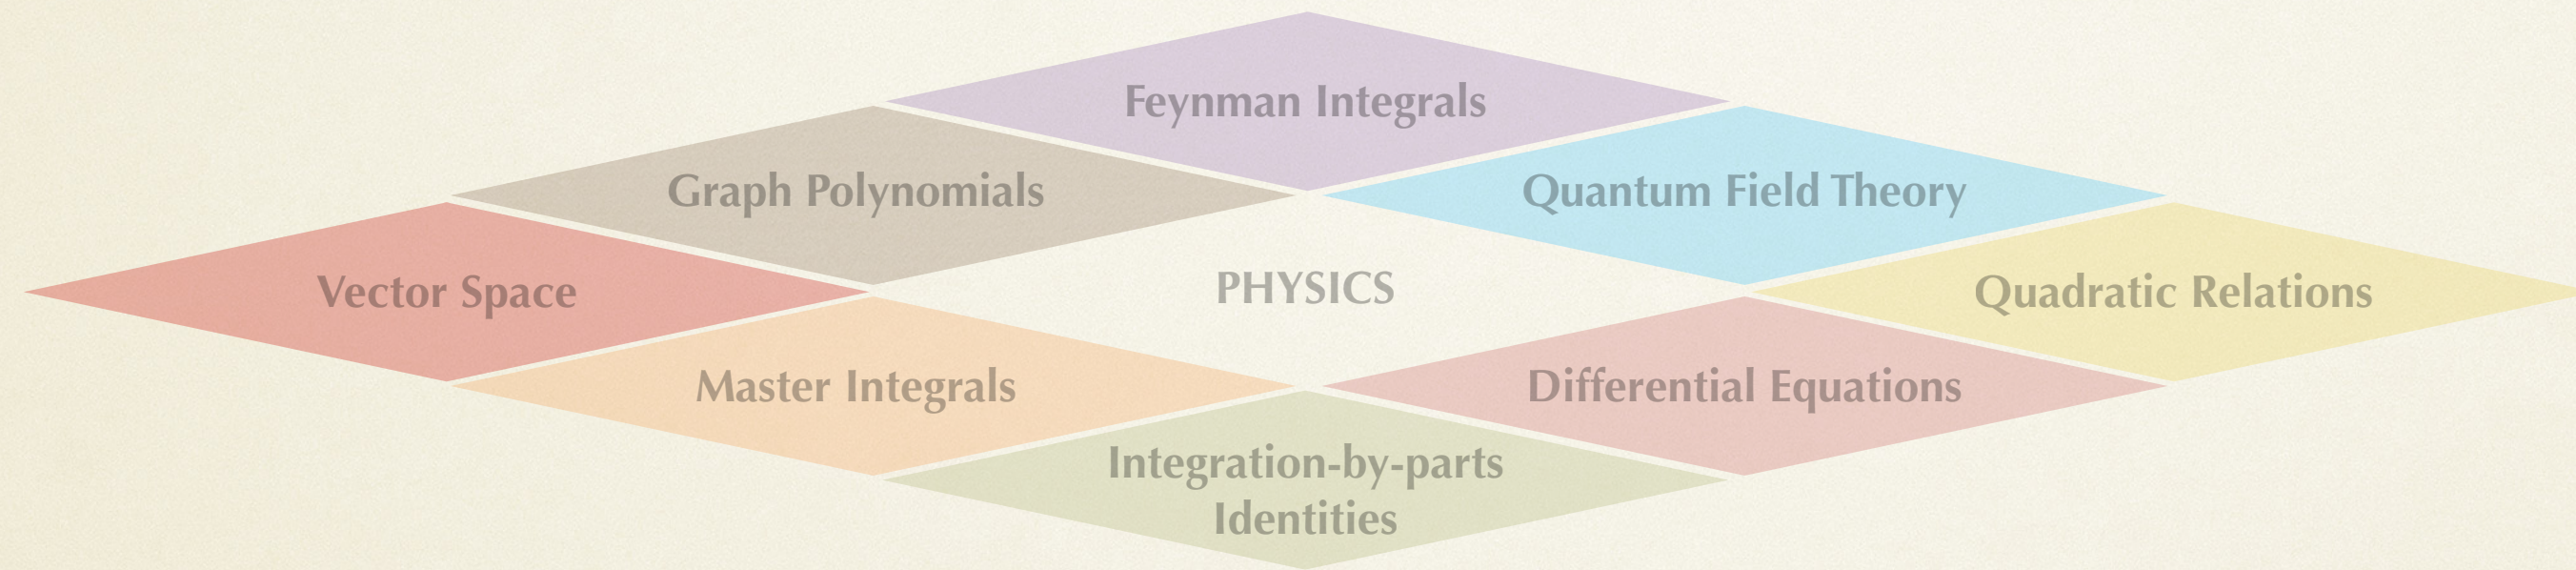 Feynman Integrals
Graph Polynomials
Quantum Field Theory
Vector Space
PHYSICS
Quadratic Relations
Master Integrals
Differential Equations
Integration-by-parts
Identities